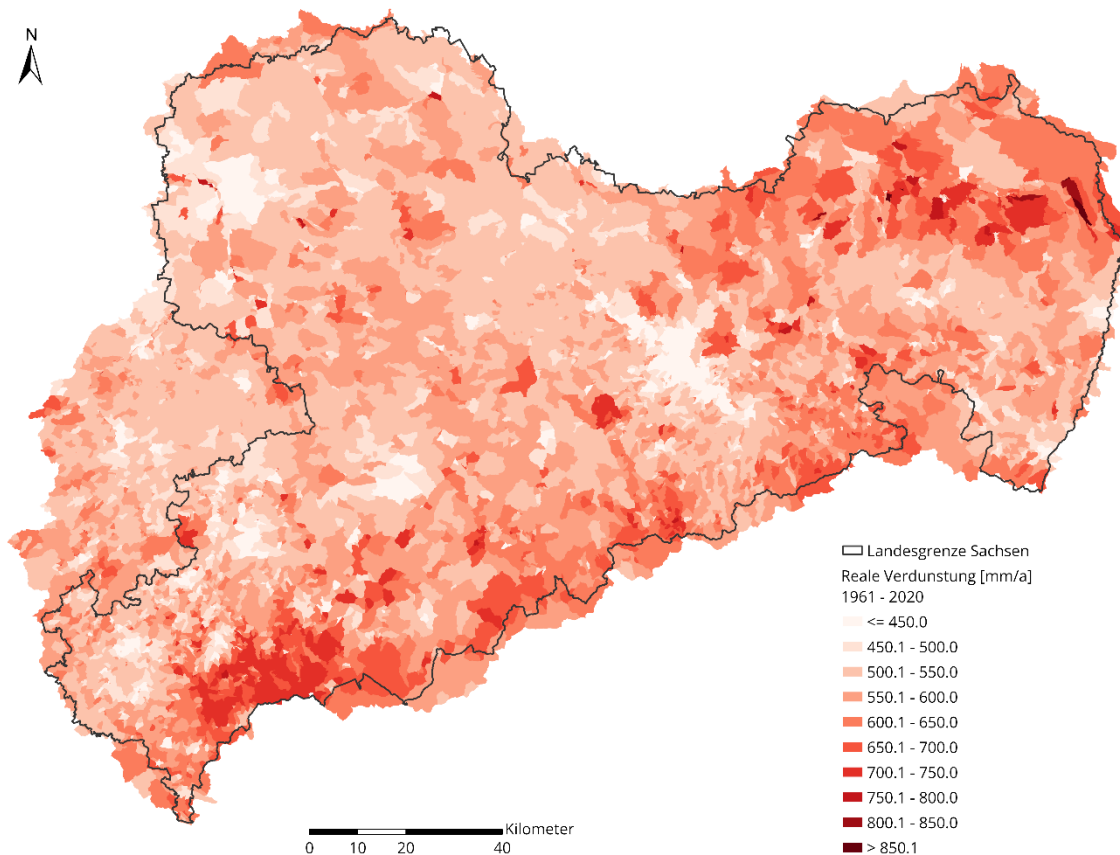 N
Landesgrenze Sachsen
Reale Verdunstung [mm/a]
1961 - 2020
<= 450.0
450.1 - 500.0
500.1 - 550.0
550.1 - 600.0
600.1 - 650.0
650.1 - 700.0
700.1 - 750.0
750.1 - 800.0
800.1 - 850.0
> 850.1
Kilometer
0 10 20 40